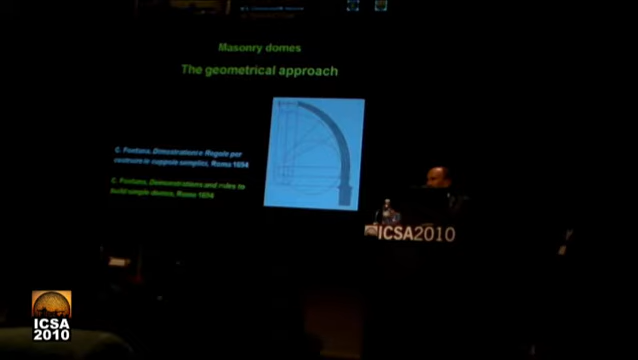 Masonry domes
The geometrical approach
C. Fontana, Dimostrationi e Regole per
costruire le cuppole semplici, Roma 1694
C. Fontana, Demonstrations and rules to
build simple domes, Roma 1694
ICSA2010
ICSA
2010